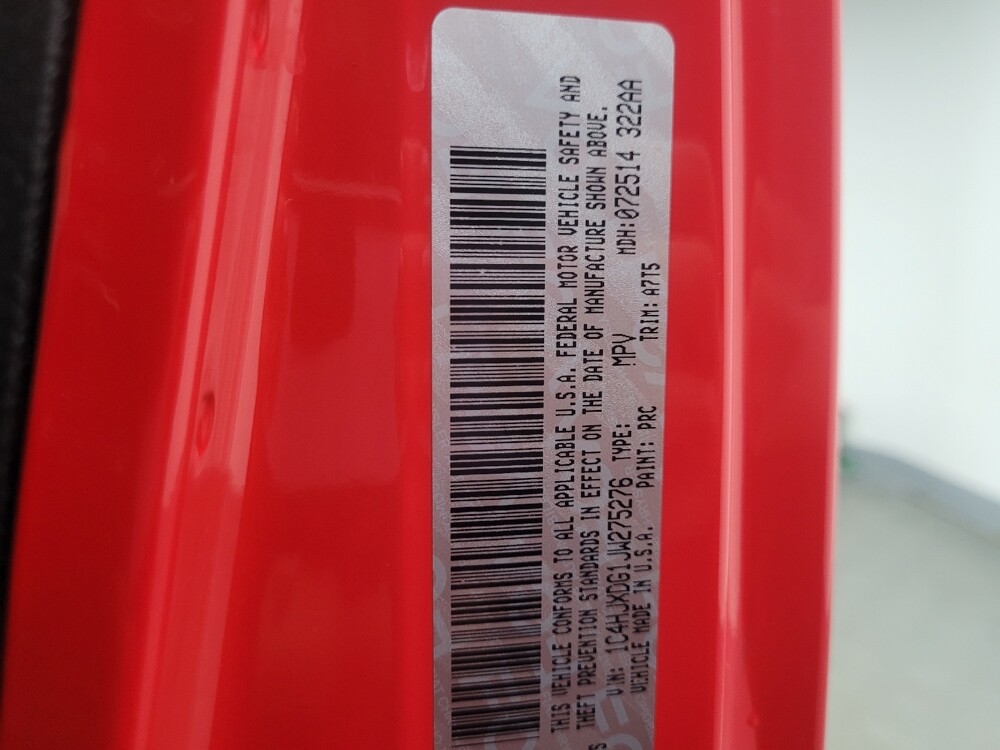 THIS VEHICLE CONFORMS TO ALL APPLICABLE U.S.A. FEDERAL MOTOR VEHICLE SAFETY AND
THEFT PREVENTION STANDARDS IN EFFECT ON THE DATE OF MANUFACTURE SHOWN ABOVE.
VIN: 1C4HJXDG1JW275276 TYPE: MPV MDH:072514 322AA
VEHICLE MADE IN U.S.A. PAINT: PRC TRIM: A7T5